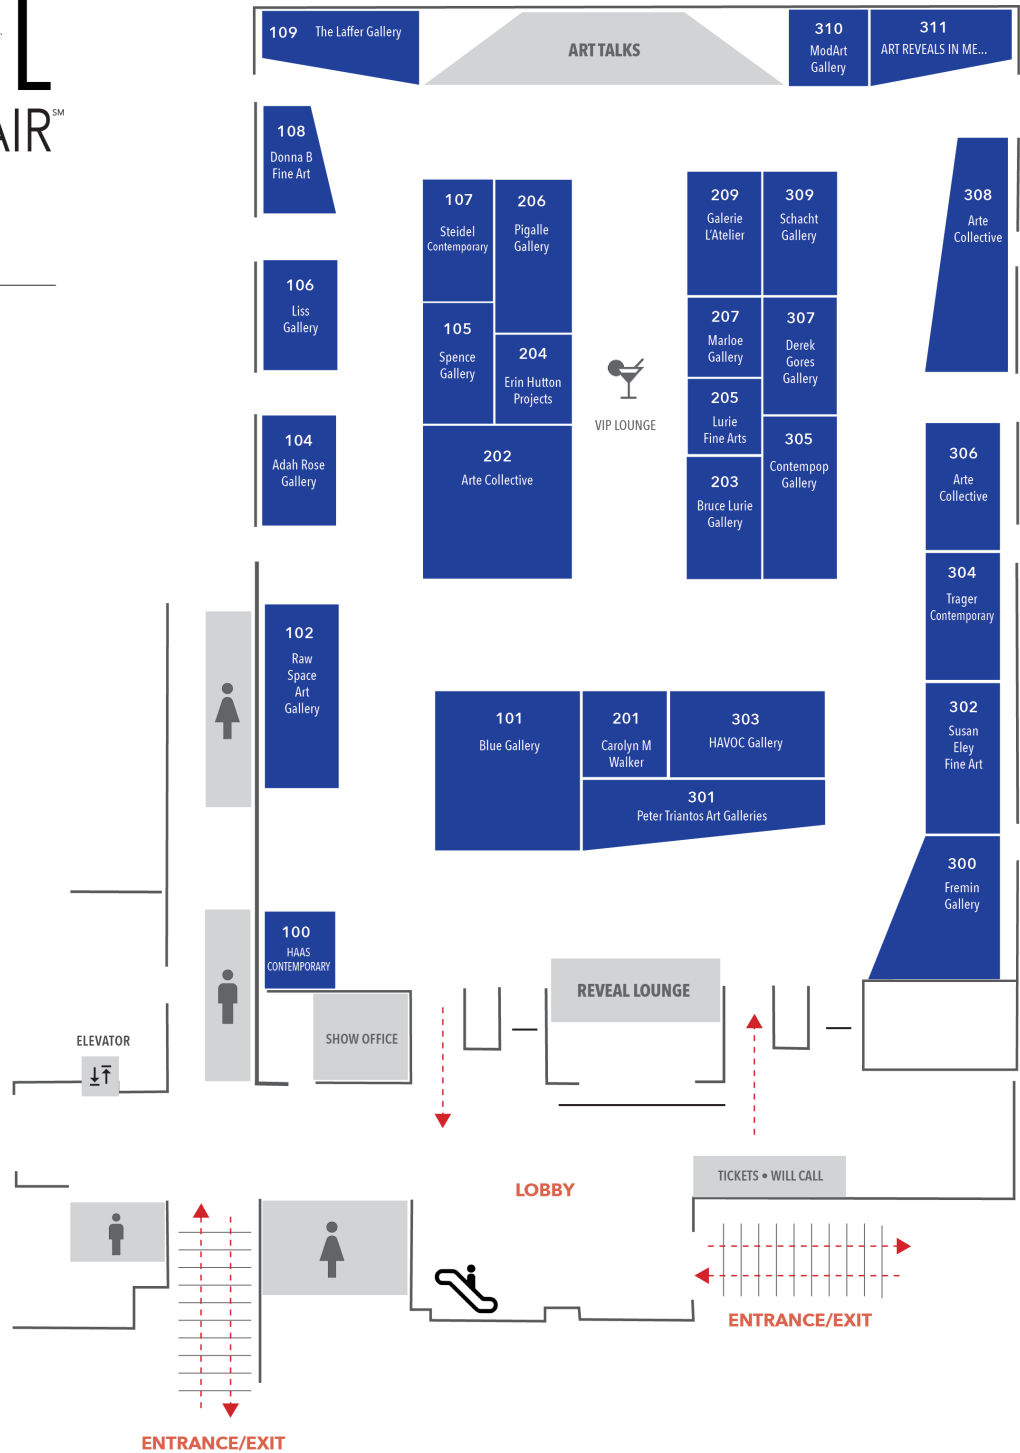 L
AIR SM
109 The Laffer Gallery
ART TALKS
310
ModArt
Gallery
311
ART REVEALS IN ME...
108
Donna B
Fine Art
107
Steidel
Contemporary
206
Pigalle
Gallery
209
Galerie
L'Atelier
309
Schacht
Gallery
308
Arte
Collective
106
Liss
Gallery
105
Spence
Gallery
204
Erin Hutton
Projects
207
Marloe
Gallery
307
Derek
Gores
Gallery
VIP LOUNGE
205
Lurie
Fine Arts
104
Adah Rose
Gallery
202
Arte Collective
203
Bruce Lurie
Gallery
305
Contempop
Gallery
306
Arte
Collective
304
Trager
Contemporary
102
Raw
Space
Art
Gallery
101
Blue Gallery
201
Carolyn M
Walker
303
HAVOC Gallery
301
Peter Triantos Art Galleries
302
Susan
Eley
Fine Art
300
Fremin
Gallery
100
HAAS
CONTEMPORARY
REVEAL LOUNGE
SHOW OFFICE
ELEVATOR
LOBBY
TICKETS • WILL CALL
ENTRANCE/EXIT
ENTRANCE/EXIT